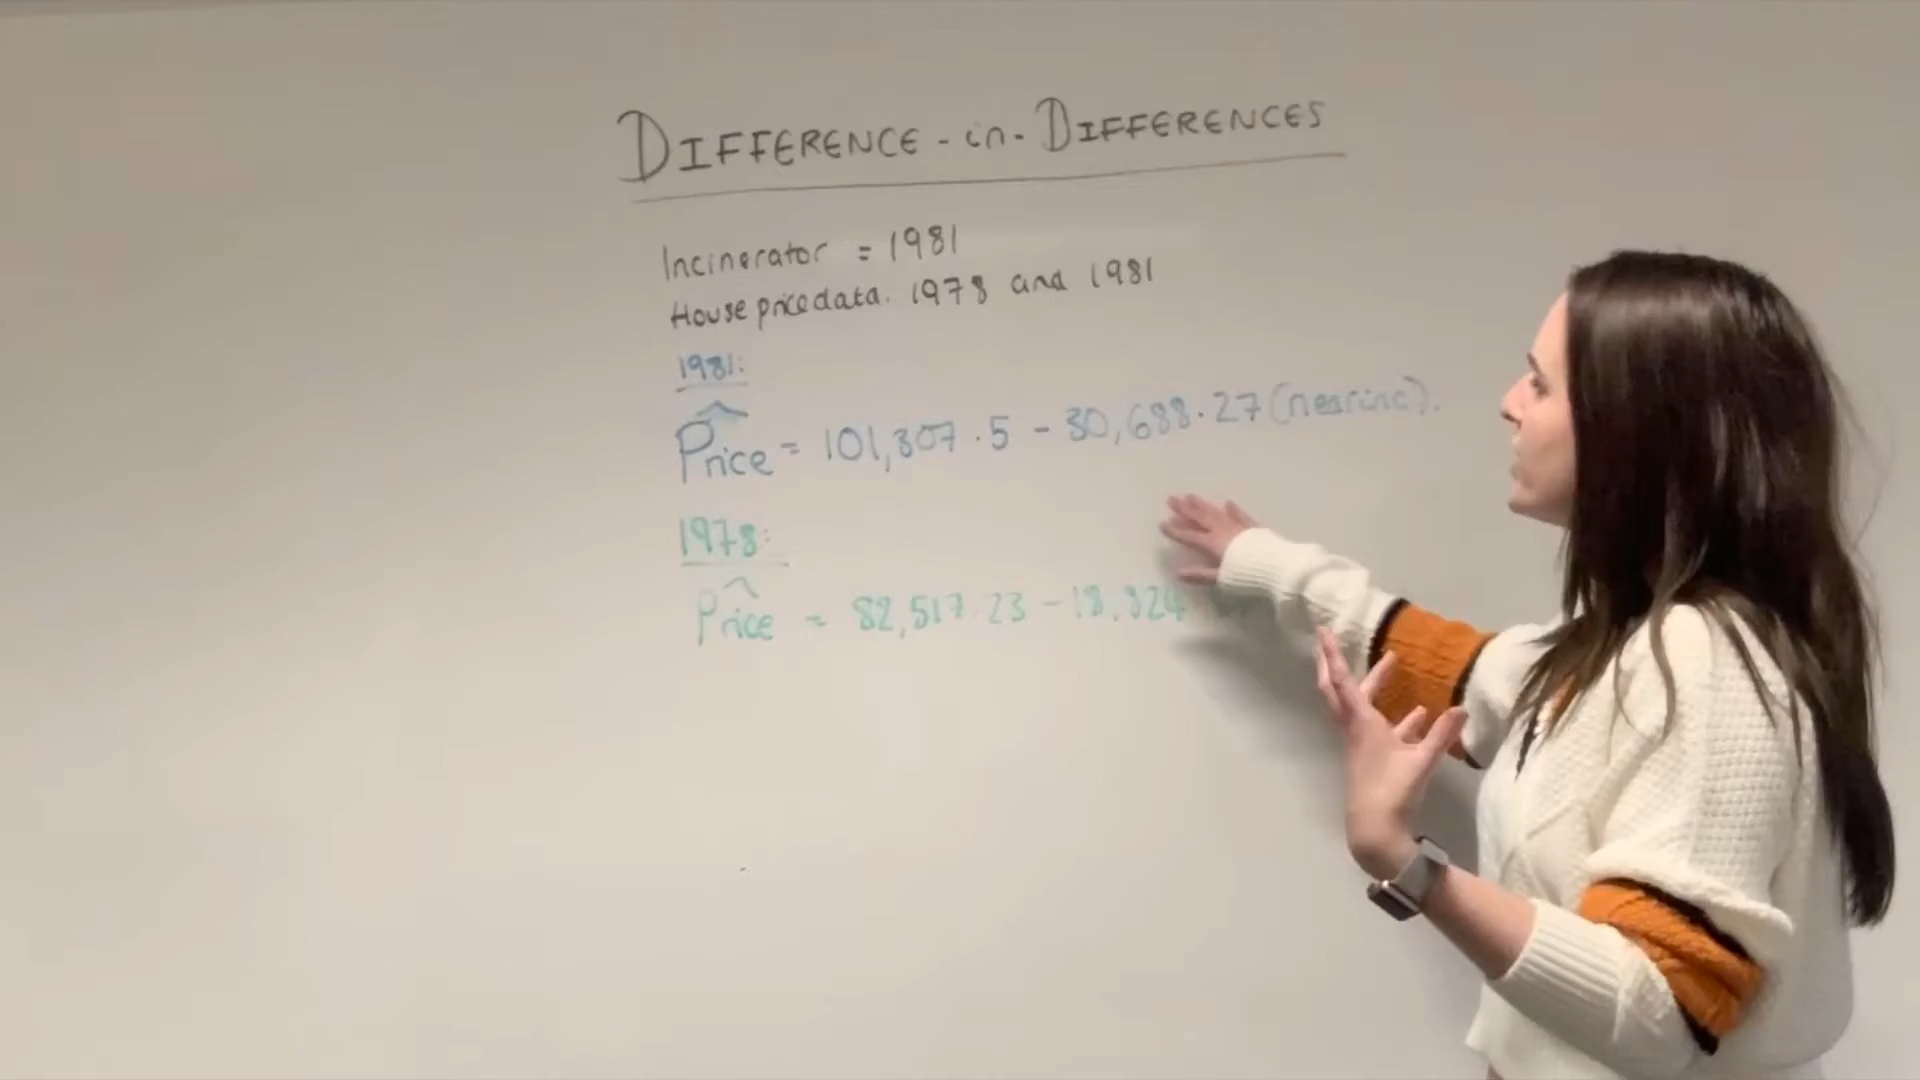 DIFFERENCE-in-DIFFERENCES
Incinerator = 1981
House price data. 1978 and 1981
1981:
Price = 101,307.5 - 30,688.27 (nearinc).
1978:
Price = 82,517.23 - 18,824